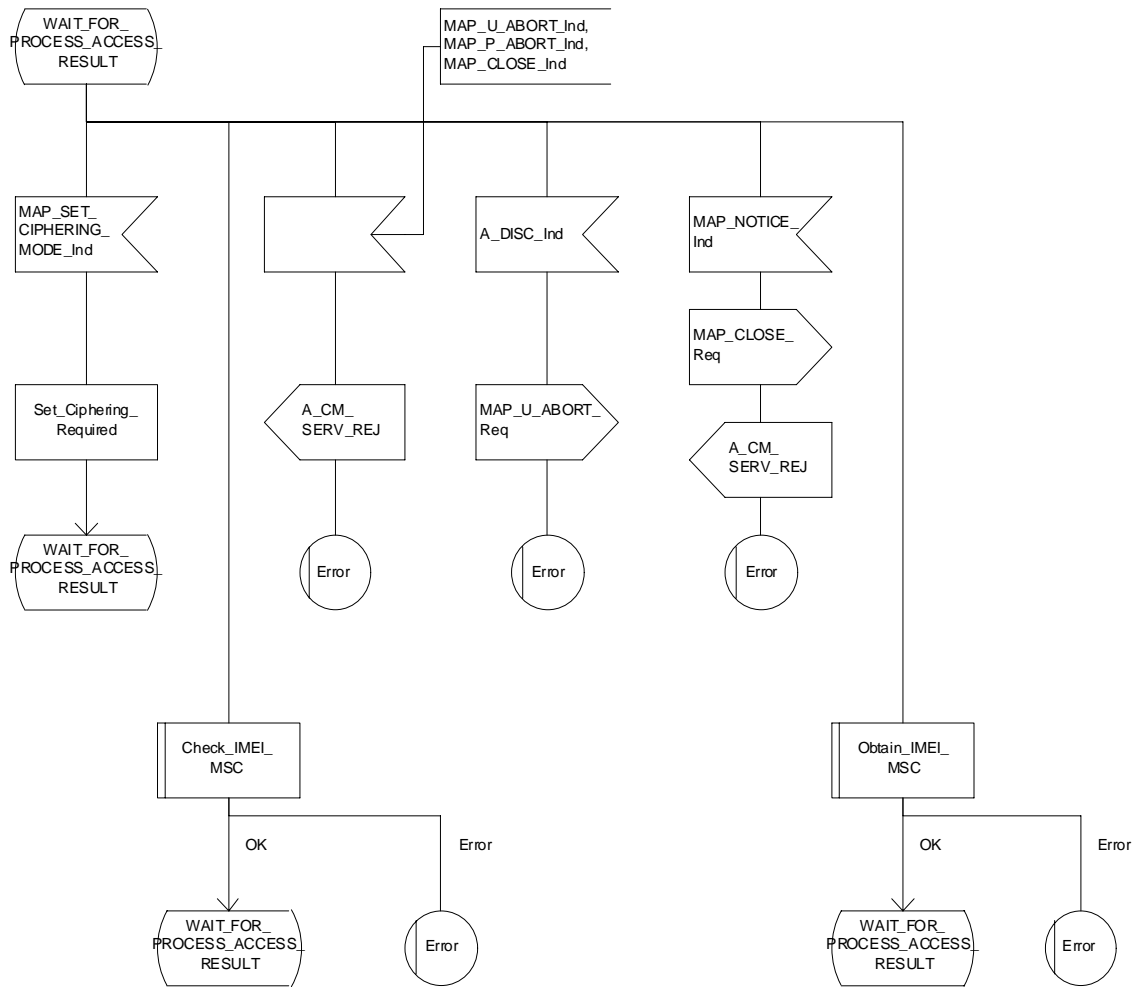 WAIT_FOR_
PROCESS_ACCESS_
RESULT
MAP_U_ABORT_Ind,
MAP_P_ABORT_Ind,
MAP_CLOSE_Ind
MAP_SET_
CIPHERING_
MODE_Ind
A_DISC_Ind
MAP_NOTICE_
Ind
MAP_CLOSE_
Req
Set_Ciphering_
Required
A_CM_
SERV_REJ
MAP_U_ABORT_
Req
A_CM_
SERV_REJ
WAIT_FOR_
PROCESS_ACCESS_
RESULT
Error
Error
Error
Check_IMEI_
MSC
Obtain_IMEI_
MSC
OK
Error
OK
Error
WAIT_FOR_
PROCESS_ACCESS_
RESULT
Error
WAIT_FOR_
PROCESS_ACCESS_
RESULT
Error